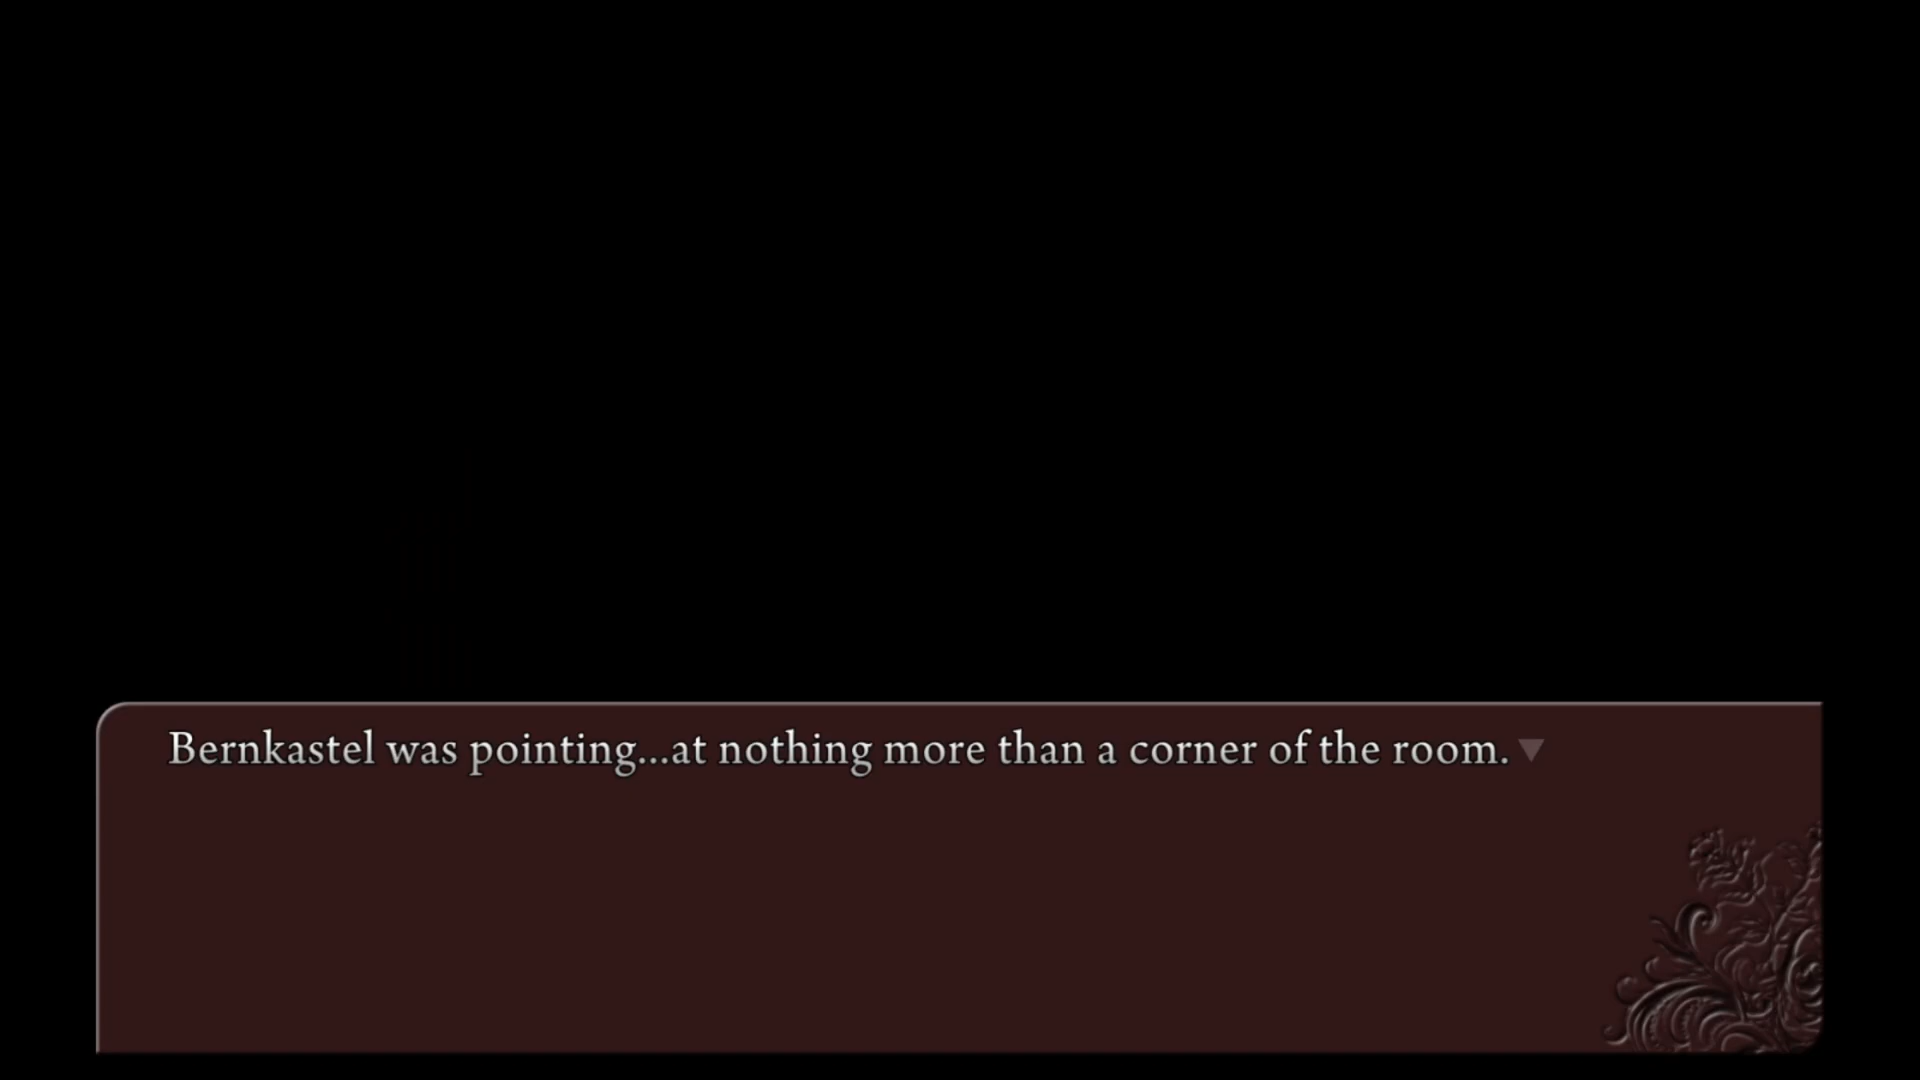 Bernkastel was pointing...at nothing more than a corner of the room.